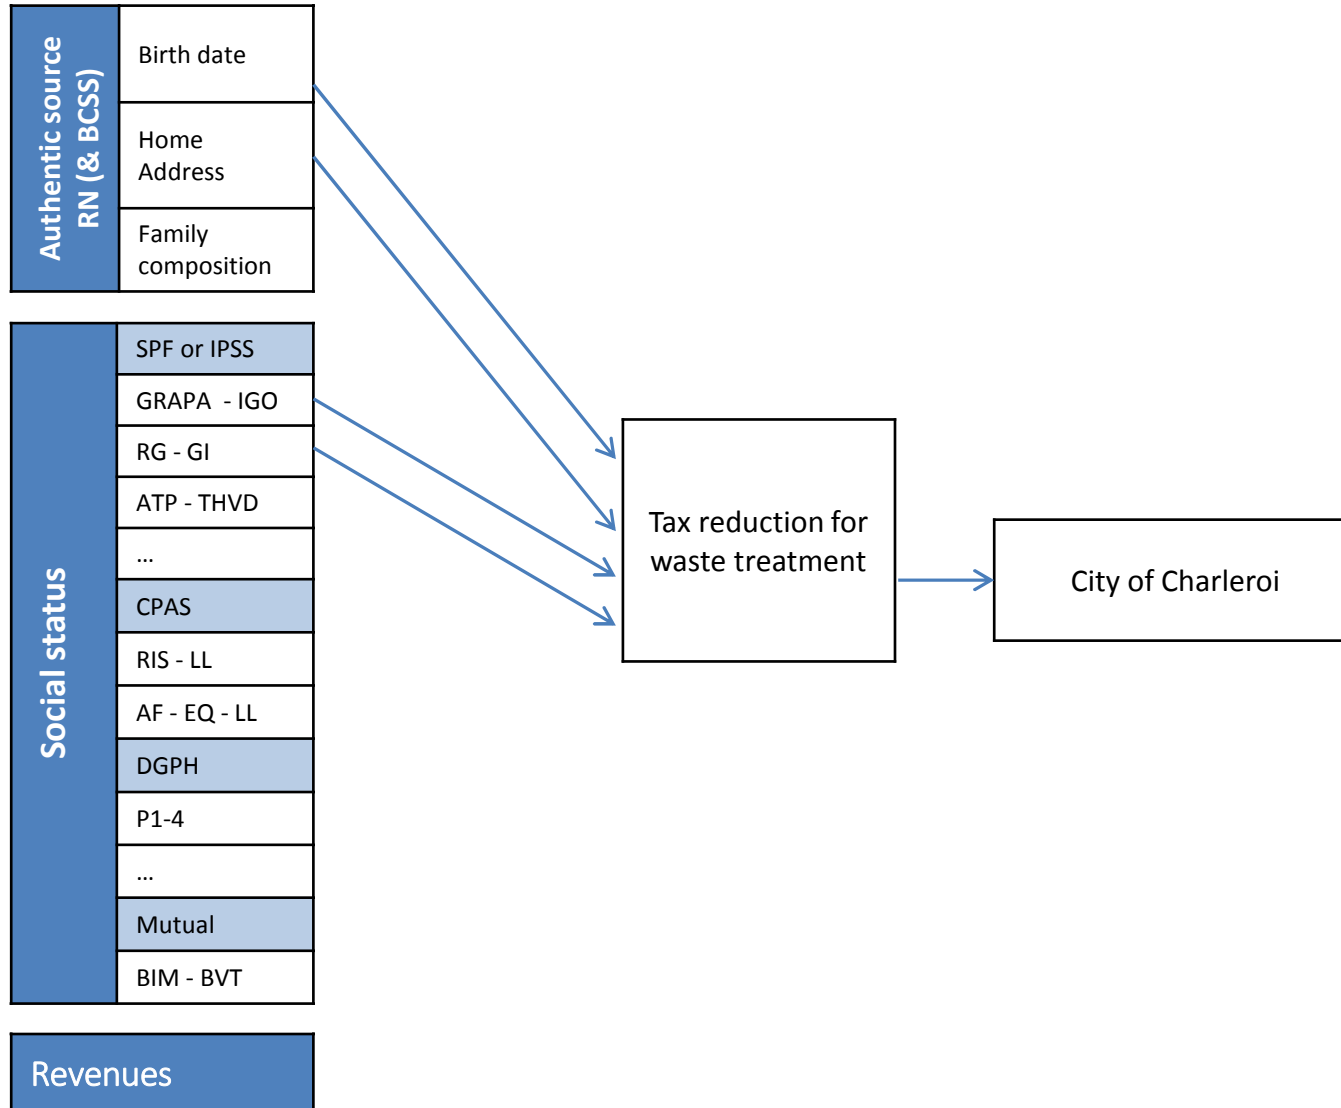 Authentic source
RN (& BCSS)
Birth date
Home
Address
Family
composition
Social status
SPF or IPSS
GRAPA - IGO
RG - GI
ATP - THVD
...
CPAS
RIS - LL
AF - EQ - LL
DGPH
P1-4
...
Mutual
BIM - BVT
Revenues
Tax reduction for
waste treatment
City of Charleroi